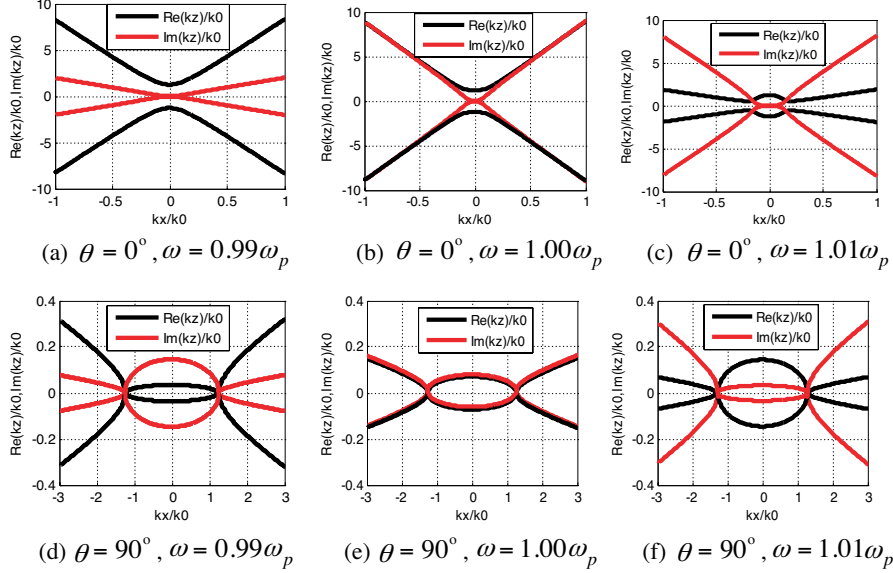 10
5
0
-5
-10
Re(kz)/k0,Im(kz)/k0
Re(kz)/k0
Im(kz)/k0
-1
-0.5
0
0.5
1
kx/k0
(a) θ = 0°, ω = 0.99ω_p
10
5
0
-5
-10
Re(kz)/k0,Im(kz)/k0
Re(kz)/k0
Im(kz)/k0
-1
-0.5
0
0.5
1
kx/k0
(b) θ = 0°, ω = 1.00ω_p
10
5
0
-5
-10
Re(kz)/k0,Im(kz)/k0
Re(kz)/k0
Im(kz)/k0
-1
-0.5
0
0.5
1
kx/k0
(c) θ = 0°, ω = 1.01ω_p
0.4
0.2
0
-0.2
-0.4
Re(kz)/k0,Im(kz)/k0
Re(kz)/k0
Im(kz)/k0
-3
-2
-1
0
1
2
3
kx/k0
(d) θ = 90°, ω = 0.99ω_p
0.4
0.2
0
-0.2
-0.4
Re(kz)/k0,Im(kz)/k0
Re(kz)/k0
Im(kz)/k0
-3
-2
-1
0
1
2
3
kx/k0
(e) θ = 90°, ω = 1.00ω_p
0.4
0.2
0
-0.2
-0.4
Re(kz)/k0,Im(kz)/k0
Re(kz)/k0
Im(kz)/k0
-3
-2
-1
0
1
2
3
kx/k0
(f) θ = 90°, ω = 1.01ω_p